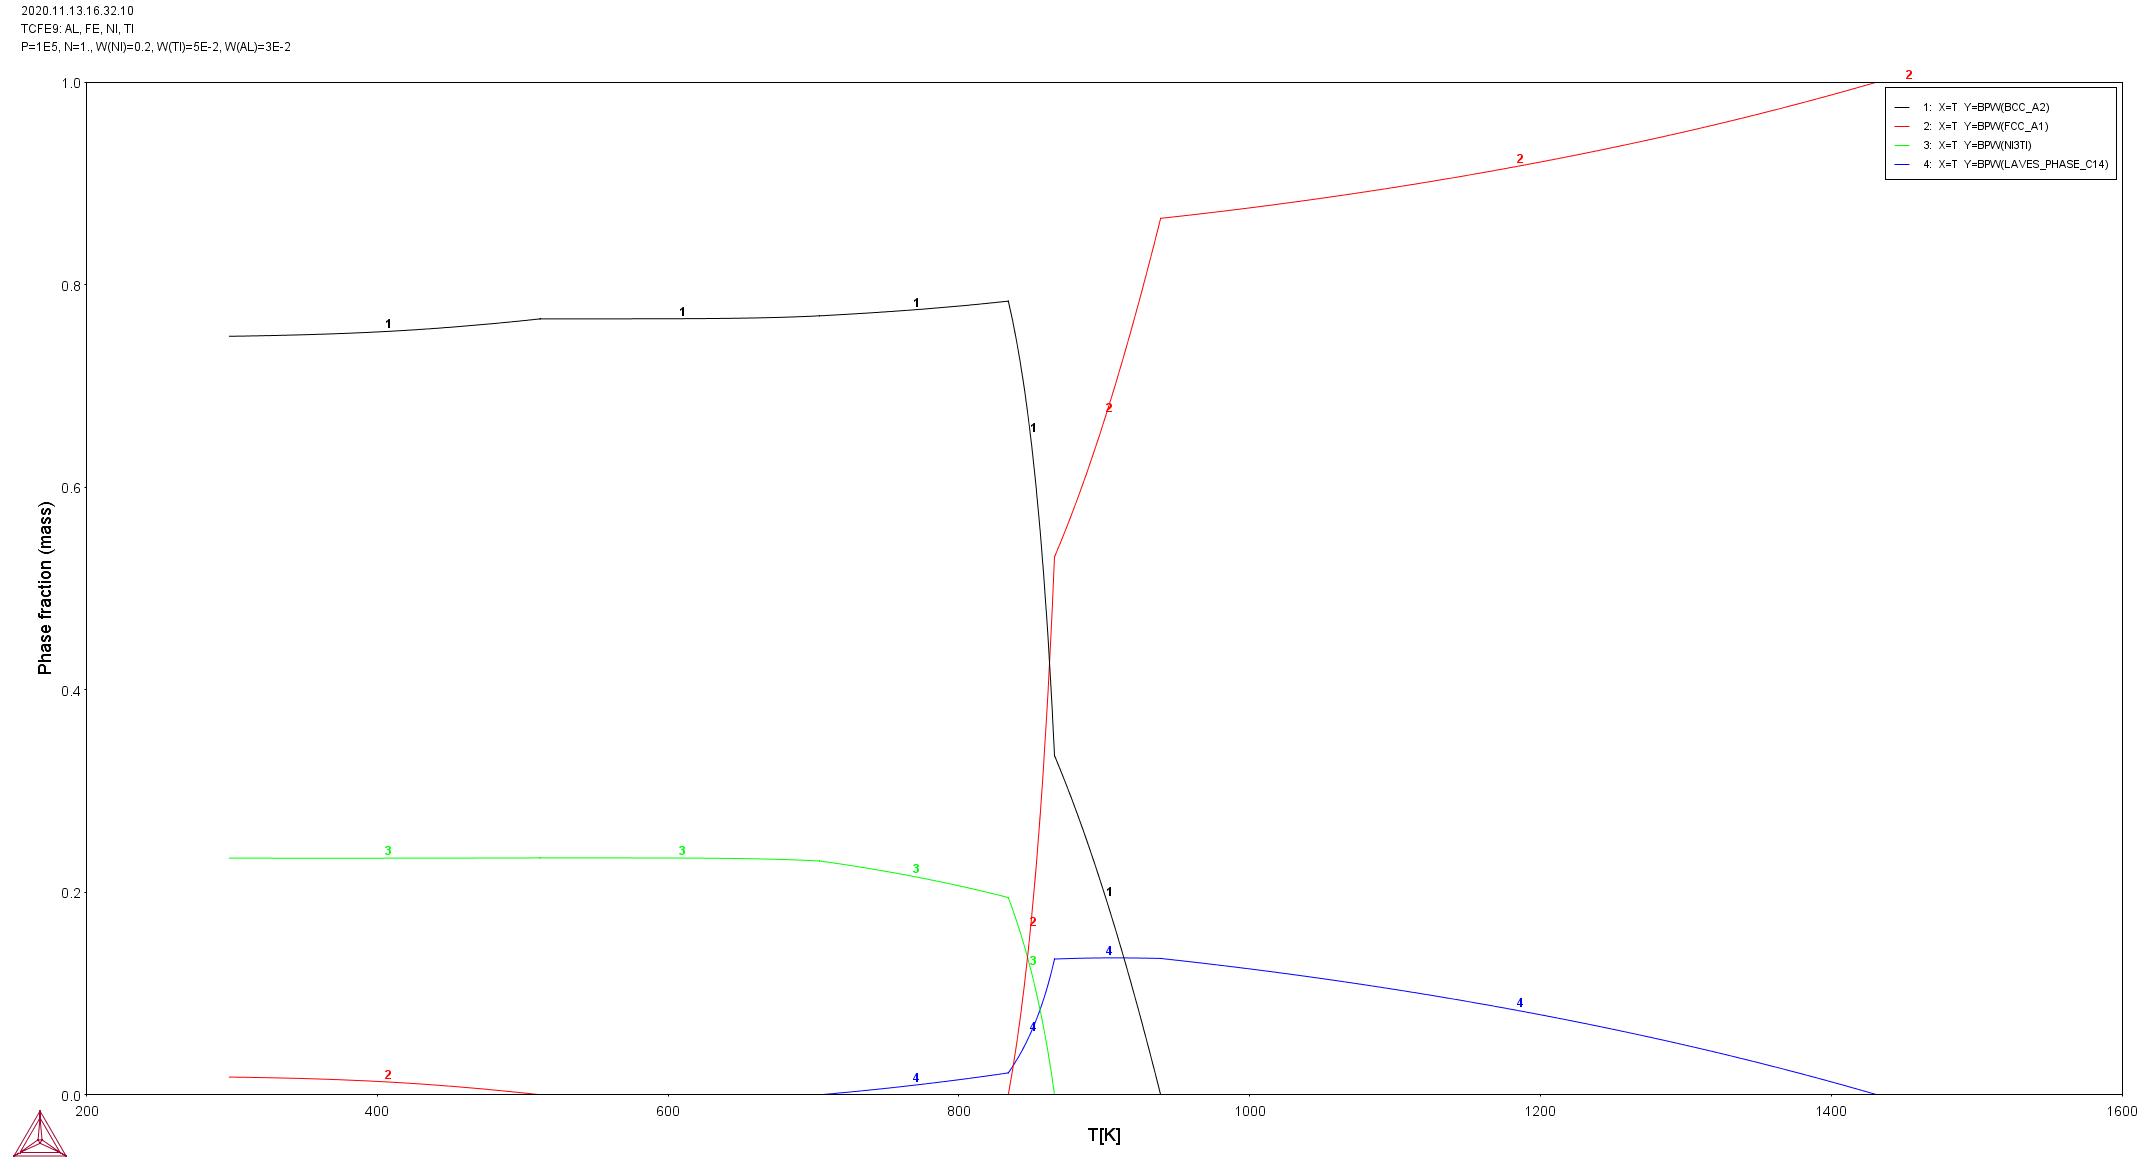 2020.11.13.16.32.10
TCFE9: AL, FE, NI, TI
P=1E5, N=1., W(NI)=0.2, W(TI)=5E-2, W(AL)=3E-2
2
1.0
1: X=T Y=BPW(BCC_A2)
2: X=T Y=BPW(FCC_A1)
3: X=T Y=BPW(NI3TI)
4: X=T Y=BPW(LAVES_PHASE_C14)
2
0.8
1
1
1
2
1
0.6
Phase fraction (mass)
0.4
3
3
3
0.2
1
2
4
3
4
4
2
4
0.0
200 400 600 800 1000 1200 1400 1600
T[K]